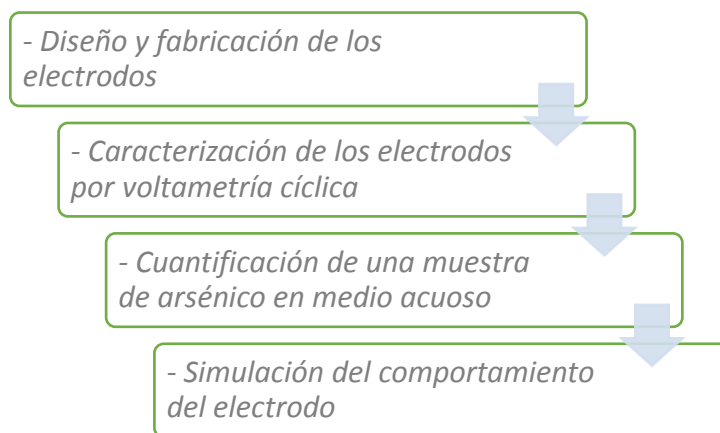 - Diseño y fabricación de los
electrodos
- Caracterización de los electrodos
por voltametría cíclica
- Cuantificación de una muestra
de arsénico en medio acuoso
- Simulación del comportamiento
del electrodo